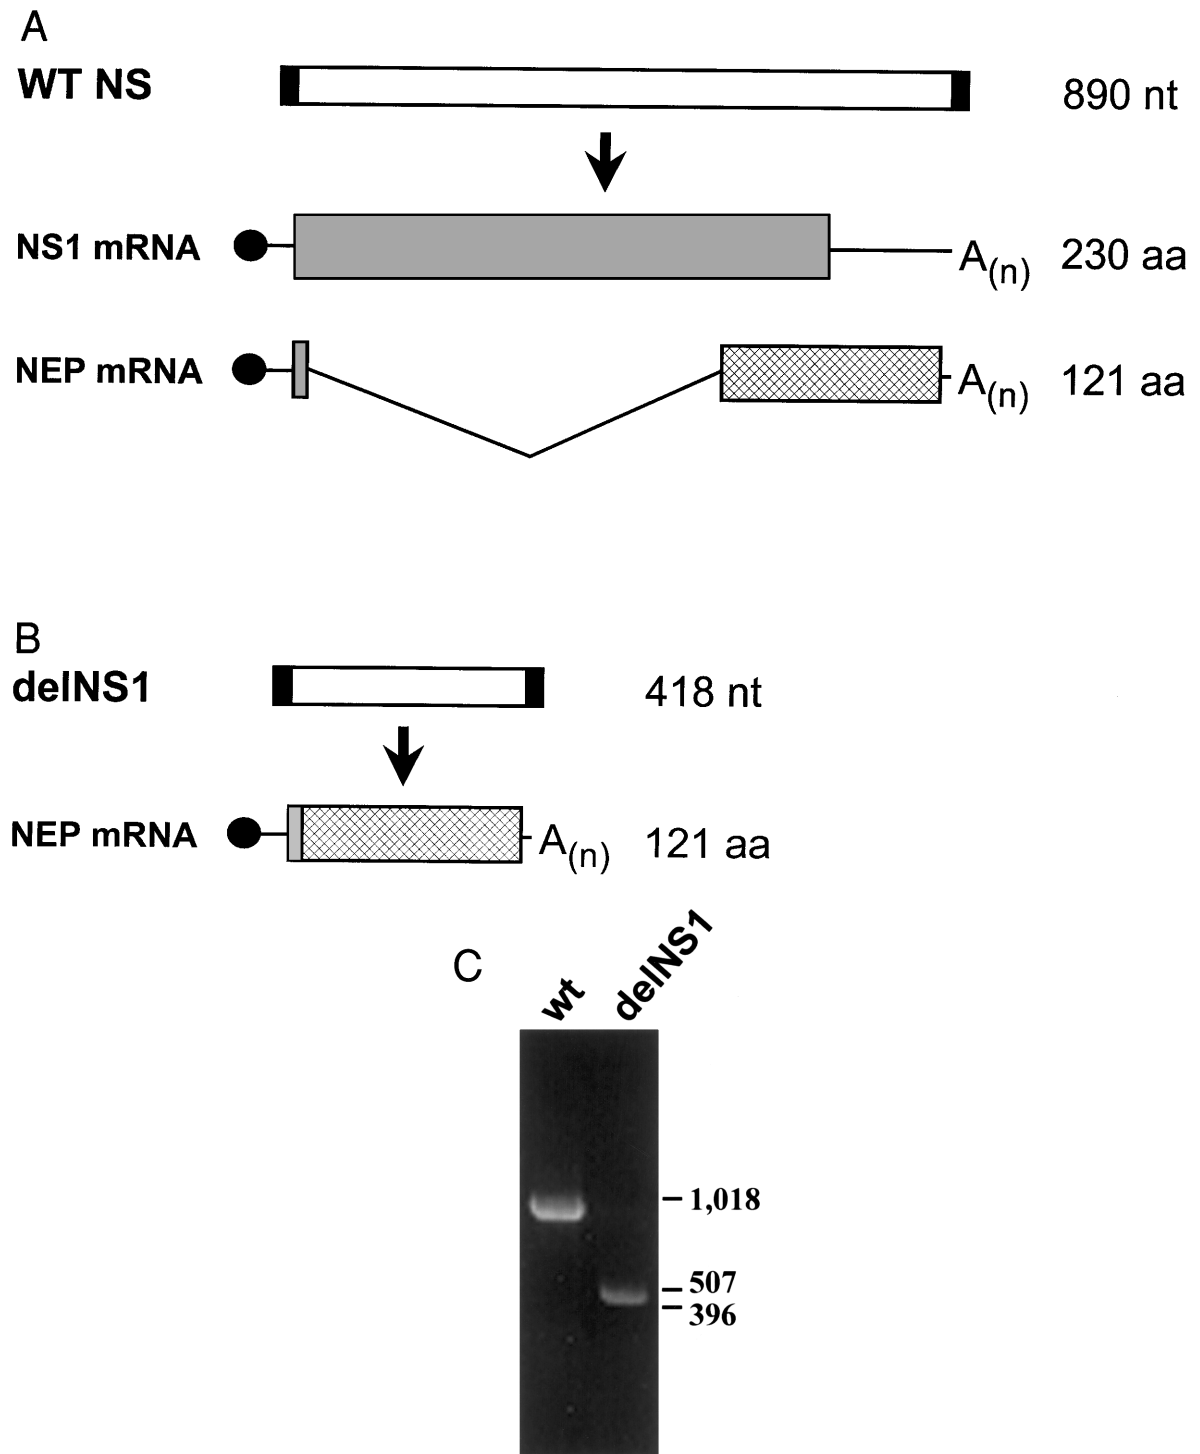 A
WT NS 890 nt
NS1 mRNA A(n) 230 aa
NEP mRNA A(n) 121 aa
B
delNS1 418 nt
NEP mRNA A(n) 121 aa
C wt delNS1
1,018
507
396